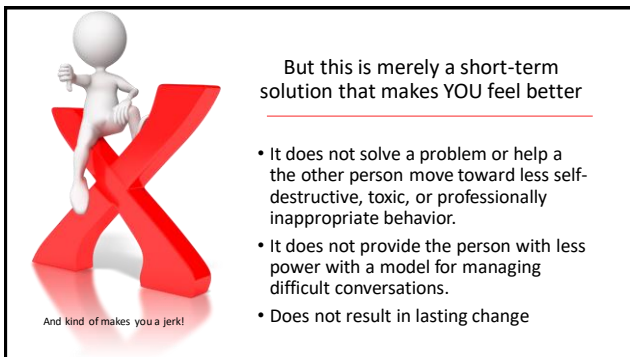 But this is merely a short-term
solution that makes YOU feel better
• It does not solve a problem or help a
the other person move toward less self-
destructive, toxic, or professionally
inappropriate behavior.
• It does not provide the person with less
power with a model for managing
difficult conversations.
• Does not result in lasting change
And kind of makes you a jerk!